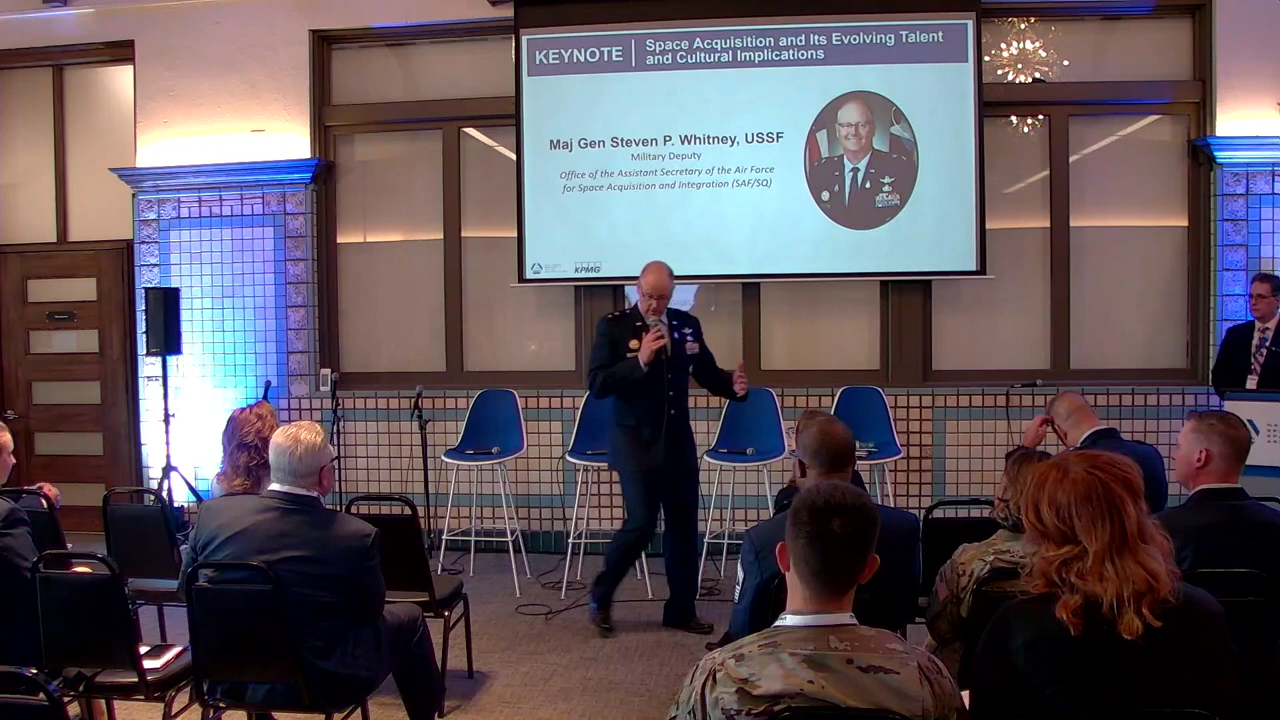 KEYNOTE
Space Acquisition and Its Evolving Talent
and Cultural Implications
Maj Gen Steven P. Whitney, USSF
Military Deputy
Office of the Assistant Secretary of the Air Force
for Space Acquisition and Integration (SAF/SQ)
KPMG